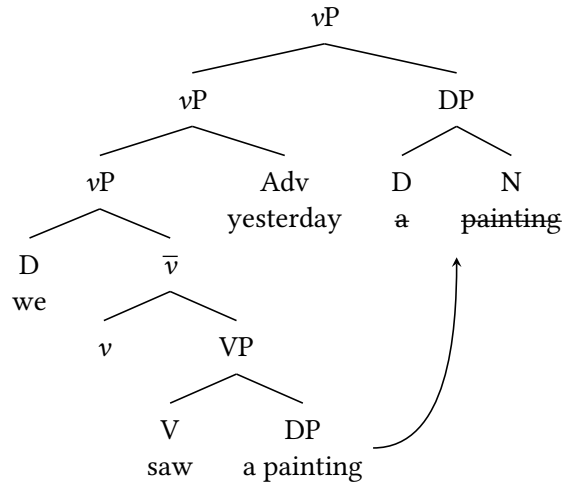 vP
vP DP
vP Adv D N
yesterday a painting
D v̅
we
v VP
V DP
saw a painting